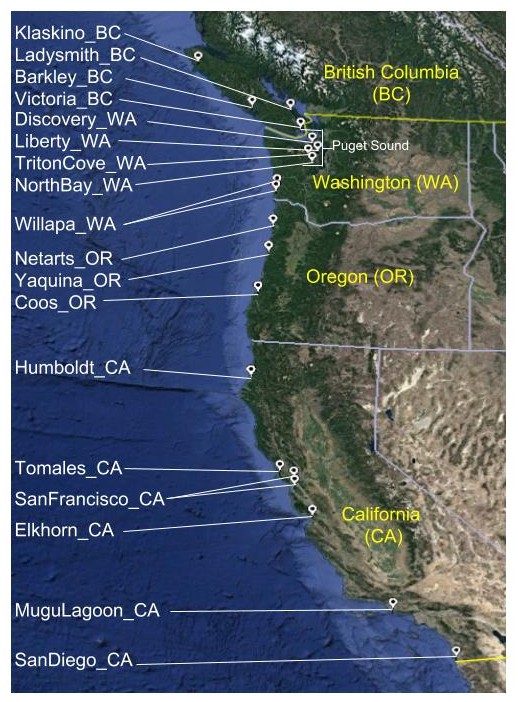 Klaskino_BC
Ladysmith_BC
Barkley_BC
Victoria_BC
Discovery_WA
Liberty_WA
TritonCove_WA
NorthBay_WA
Willapa_WA
Netarts_OR
Yaquina_OR
Coos_OR
Humboldt_CA
Tomales_CA
SanFrancisco_CA
Elkhorn_CA
MuguLagoon_CA
SanDiego_CA
British Columbia
(BC)
Puget Sound
Washington (WA)
Oregon (OR)
California
(CA)